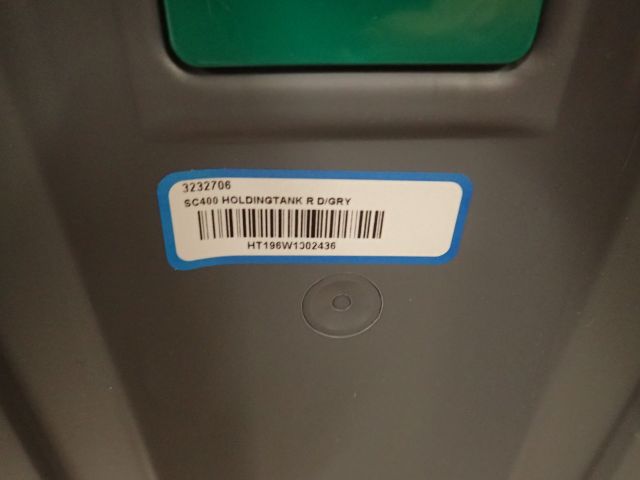 3232706
SC400 HOLDINGTANK R D/GRY
HT196W1302436